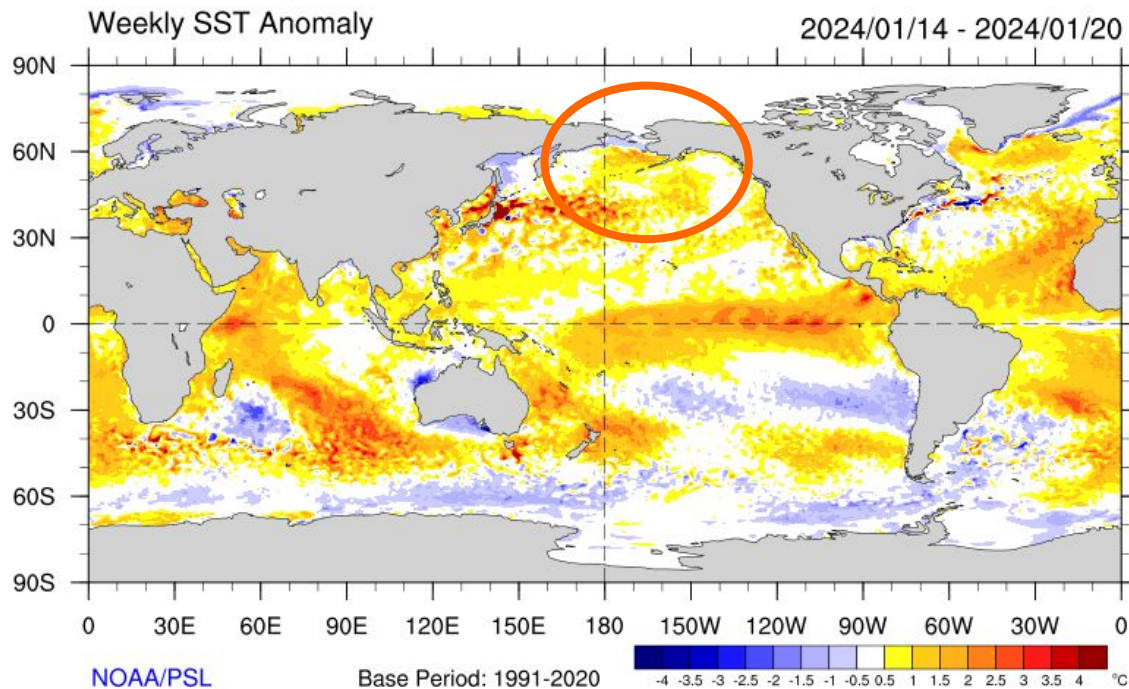 Weekly SST Anomaly
2024/01/14 - 2024/01/20
90N
60N
30N
0
30S
60S
90S
0 30E 60E 90E 120E 150E 180 150W 120W 90W 60W 30W 0
NOAA/PSL
Base Period: 1991-2020
-4 -3.5 -3 -2.5 -2 -1.5 -1 -0.5 0.5 1 1.5 2 2.5 3 3.5 4 °C